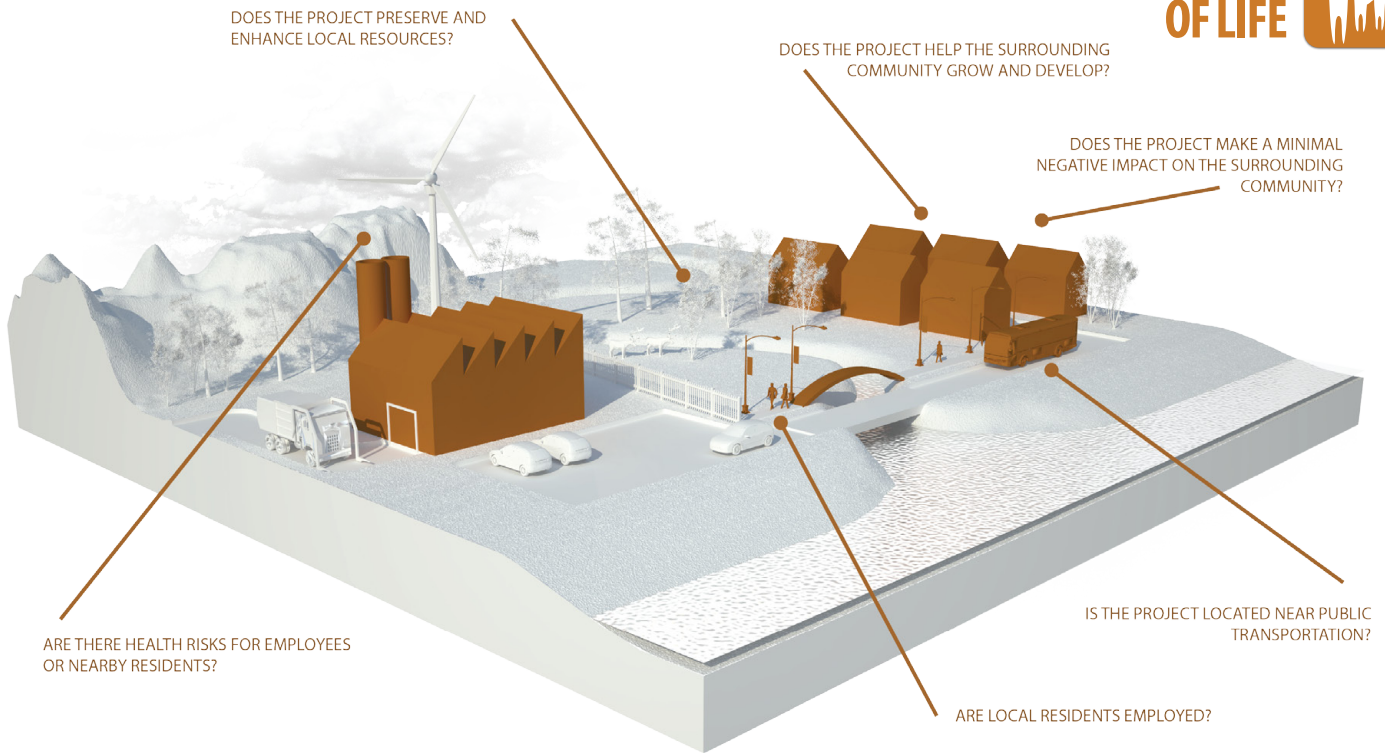 OF LIFE
DOES THE PROJECT PRESERVE AND
ENHANCE LOCAL RESOURCES?
DOES THE PROJECT HELP THE SURROUNDING
COMMUNITY GROW AND DEVELOP?
DOES THE PROJECT MAKE A MINIMAL
NEGATIVE IMPACT ON THE SURROUNDING
COMMUNITY?
ARE THERE HEALTH RISKS FOR EMPLOYEES
OR NEARBY RESIDENTS?
IS THE PROJECT LOCATED NEAR PUBLIC
TRANSPORTATION?
ARE LOCAL RESIDENTS EMPLOYED?